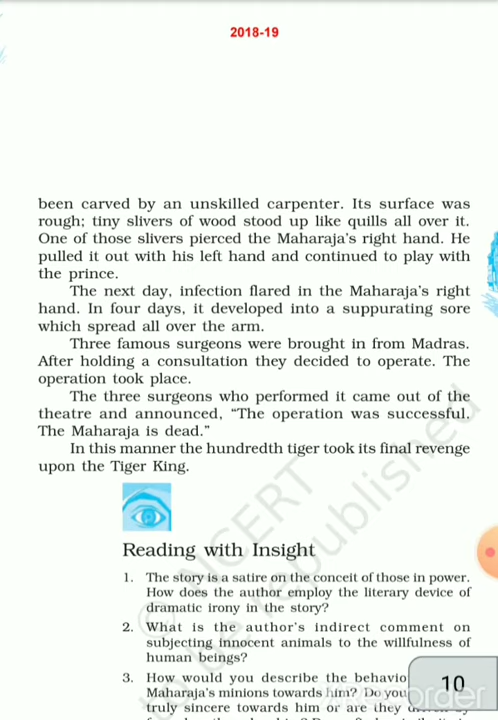 2018-19
been carved by an unskilled carpenter. Its surface was
rough; tiny slivers of wood stood up like quills all over it.
One of those slivers pierced the Maharaja's right hand. He
pulled it out with his left hand and continued to play with
the prince.
The next day, infection flared in the Maharaja's right
hand. In four days, it developed into a suppurating sore
which spread all over the arm.
Three famous surgeons were brought in from Madras.
After holding a consultation they decided to operate. The
operation took place.
The three surgeons who performed it came out of the
theatre and announced, “The operation was successful.
The Maharaja is dead.”
In this manner the hundredth tiger took its final revenge
upon the Tiger King.
© NCERT
be republished
Reading with Insight
1. The story is a satire on the conceit of those in power.
How does the author employ the literary device of
dramatic irony in the story?
2. What is the author's indirect comment on
subjecting innocent animals to the willfulness of
human beings?
3. How would you describe the behavio
Maharaja's minions towards him? Do you
truly sincere towards him or are they
10